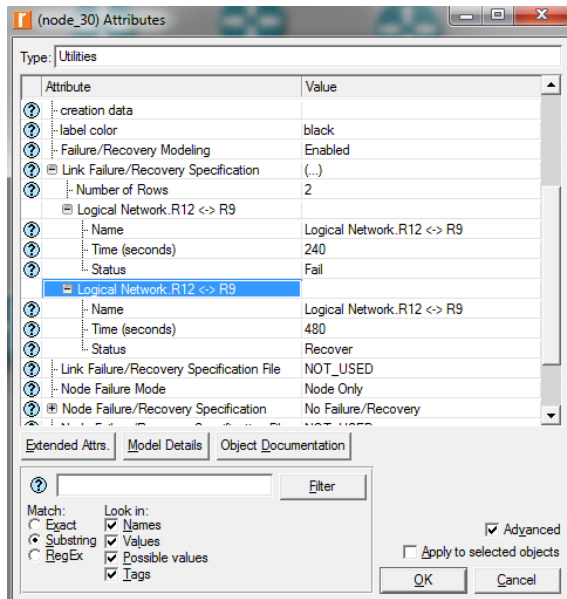 (node_30) Attributes
Type: Utilities
Attribute Value
creation data
label color black
Failure/Recovery Modeling Enabled
Link Failure/Recovery Specification (...)
Number of Rows 2
Logical Network.R12 <-> R9
Name Logical Network.R12 <-> R9
Time (seconds) 240
Status Fail
Logical Network.R12 <-> R9
Name Logical Network.R12 <-> R9
Time (seconds) 480
Status Recover
Link Failure/Recovery Specification File NOT_USED
Node Failure Mode Node Only
Node Failure/Recovery Specification No Failure/Recovery
Extended Attrs. Model Details Object Documentation
Filter
Match: Look in:
Exact Names
Substring Values
RegEx Possible values
Tags
Advanced
Apply to selected objects
OK Cancel